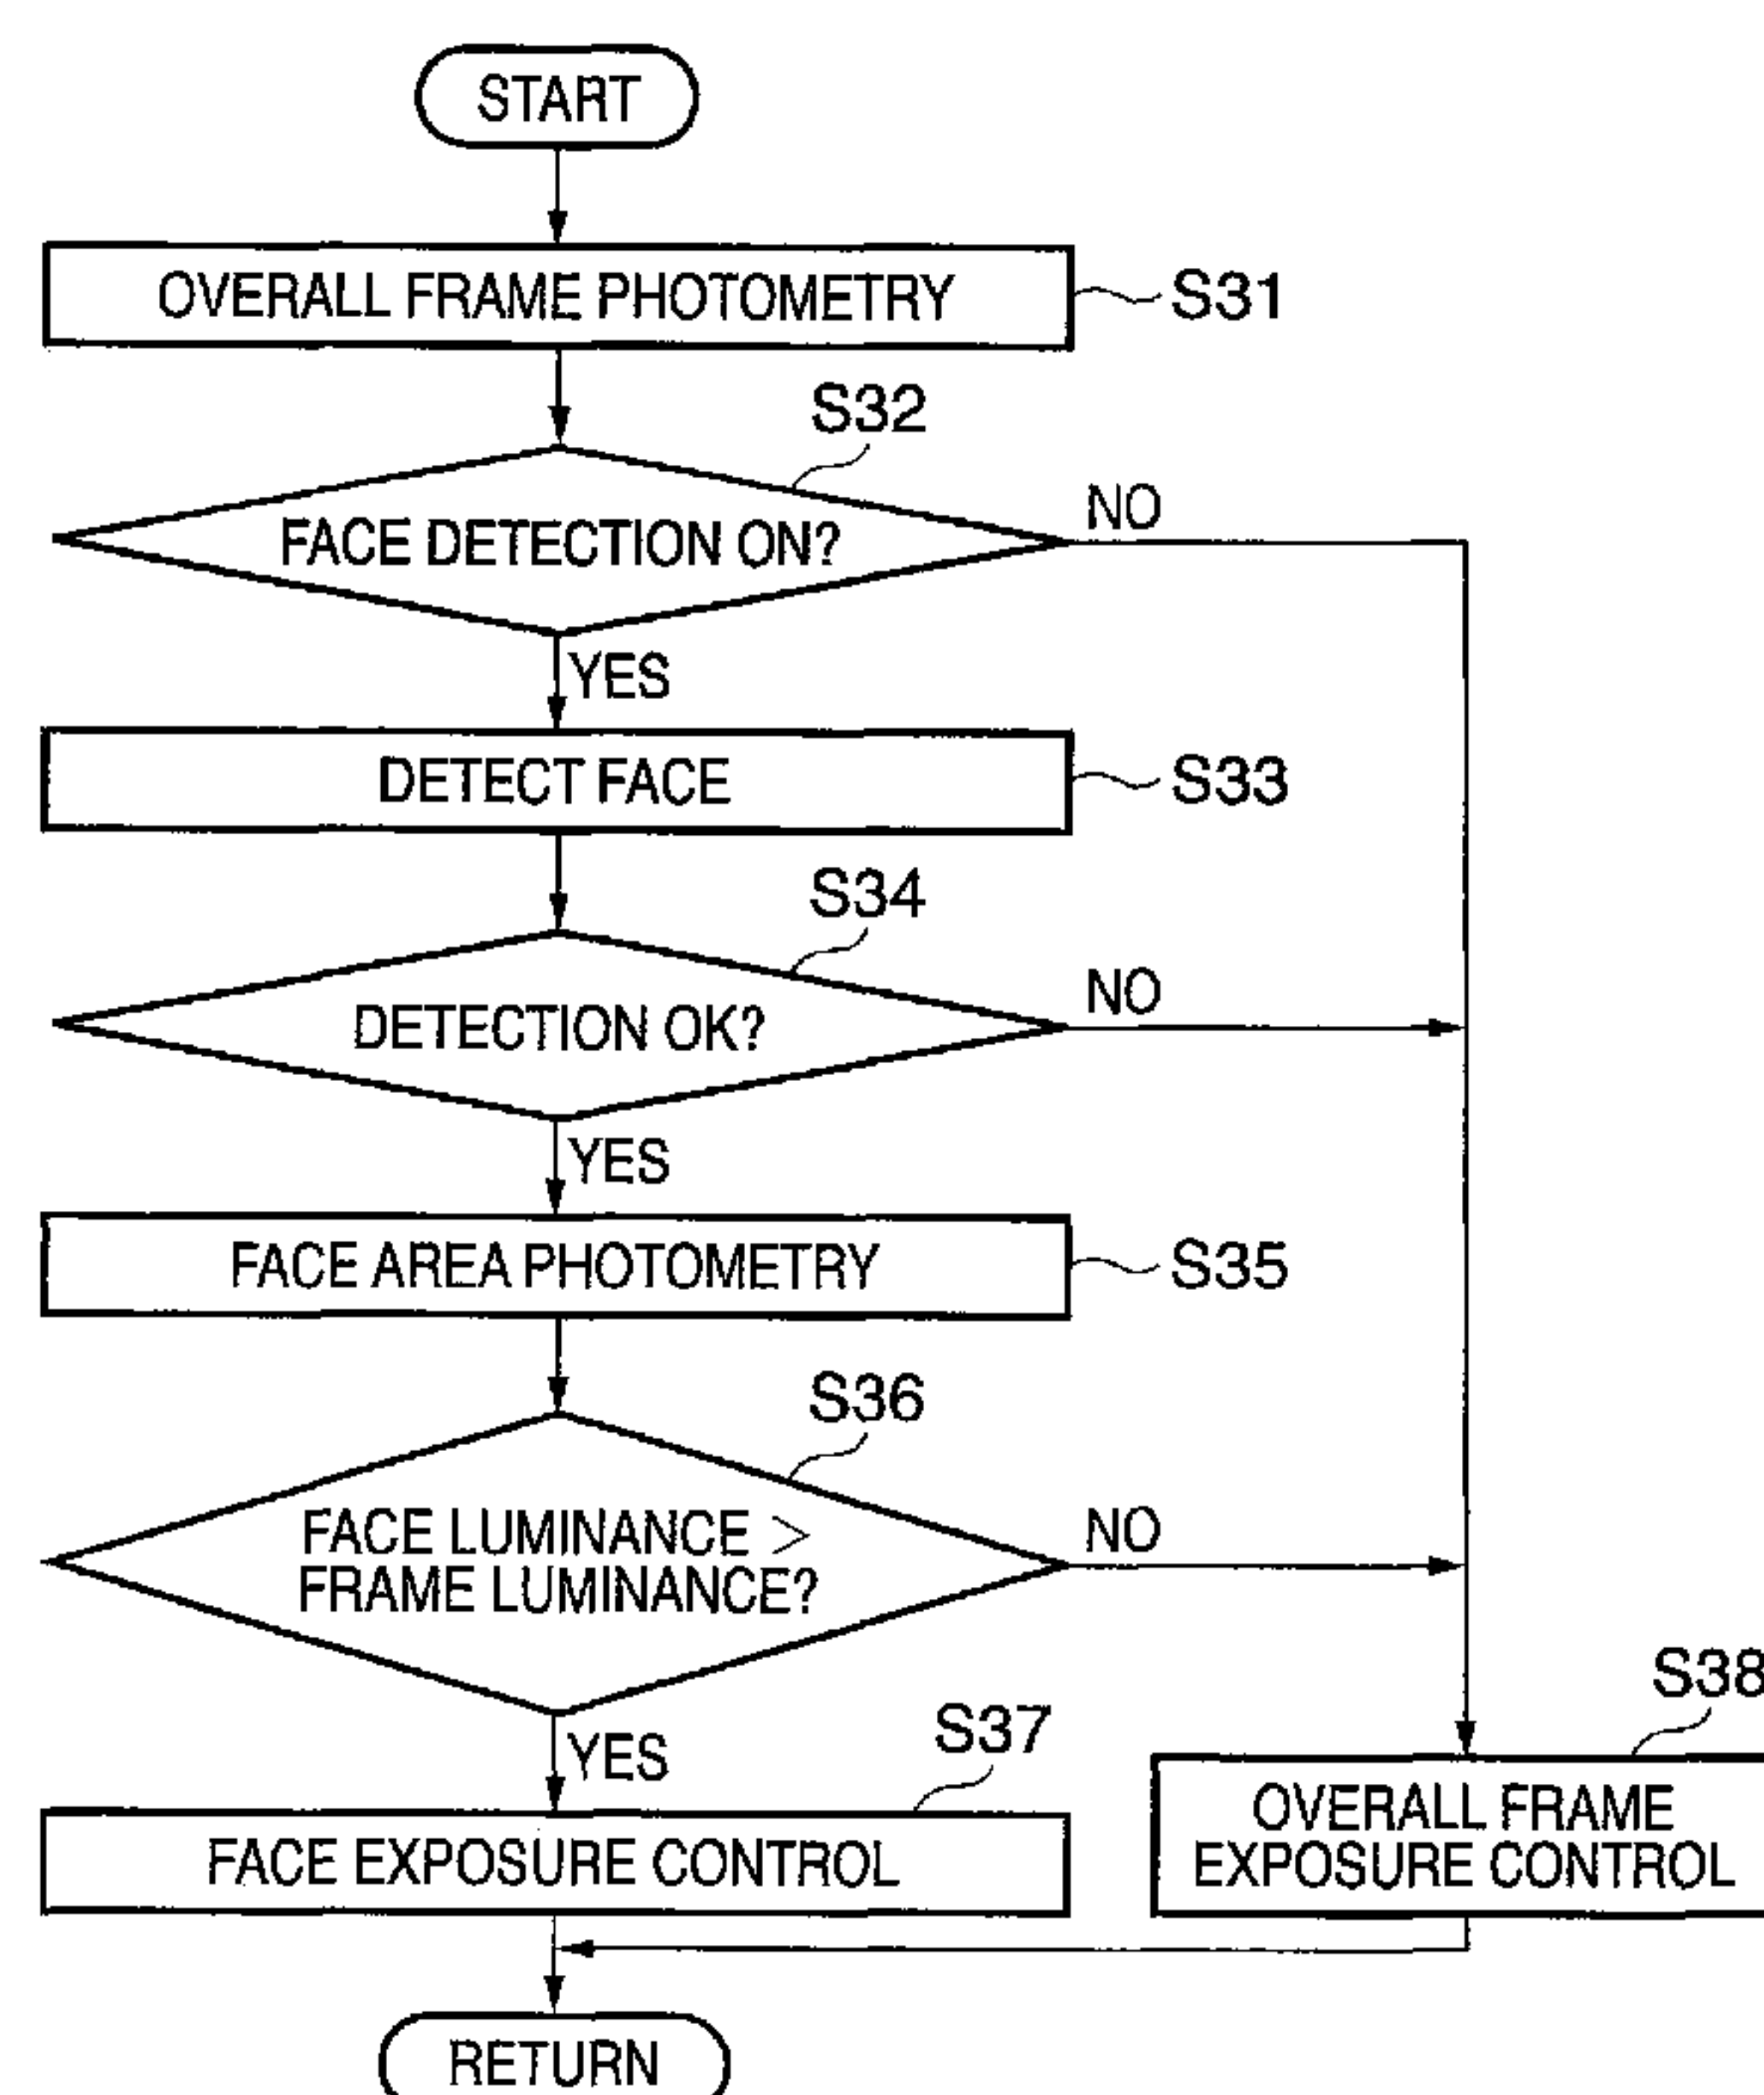 START
OVERALL FRAME PHOTOMETRY
S31
S32
FACE DETECTION ON?
NO
YES
DETECT FACE
S33
S34
DETECTION OK?
NO
YES
FACE AREA PHOTOMETRY
S35
S36
FACE LUMINANCE >
FRAME LUMINANCE?
NO
YES
S37
FACE EXPOSURE CONTROL
S38
OVERALL FRAME
EXPOSURE CONTROL
RETURN